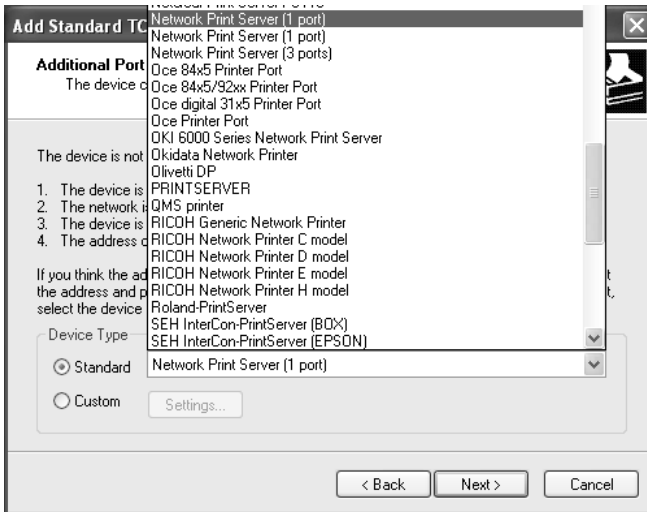 Add Standard TC
Additional Port
The device c
The device is not
1. The device is
2. The network i
3. The device is
4. The address c
If you think the ad
the address and p
select the device
t
t,
Network Print Server (1 port)
Network Print Server (1 port)
Network Print Server (3 ports)
Oce 84x5 Printer Port
Oce 84x5/92xx Printer Port
Oce digital 31x5 Printer Port
Oce Printer Port
OKI 6000 Series Network Print Server
Okidata Network Printer
Olivetti DP
PRINTSERVER
QMS printer
RICOH Generic Network Printer
RICOH Network Printer C model
RICOH Network Printer D model
RICOH Network Printer E model
RICOH Network Printer H model
Roland-PrintServer
SEH InterCon-PrintServer (BOX)
SEH InterCon-PrintServer (EPSON)
Device Type
Standard
Network Print Server (1 port)
Custom
Settings...
< Back
Next >
Cancel